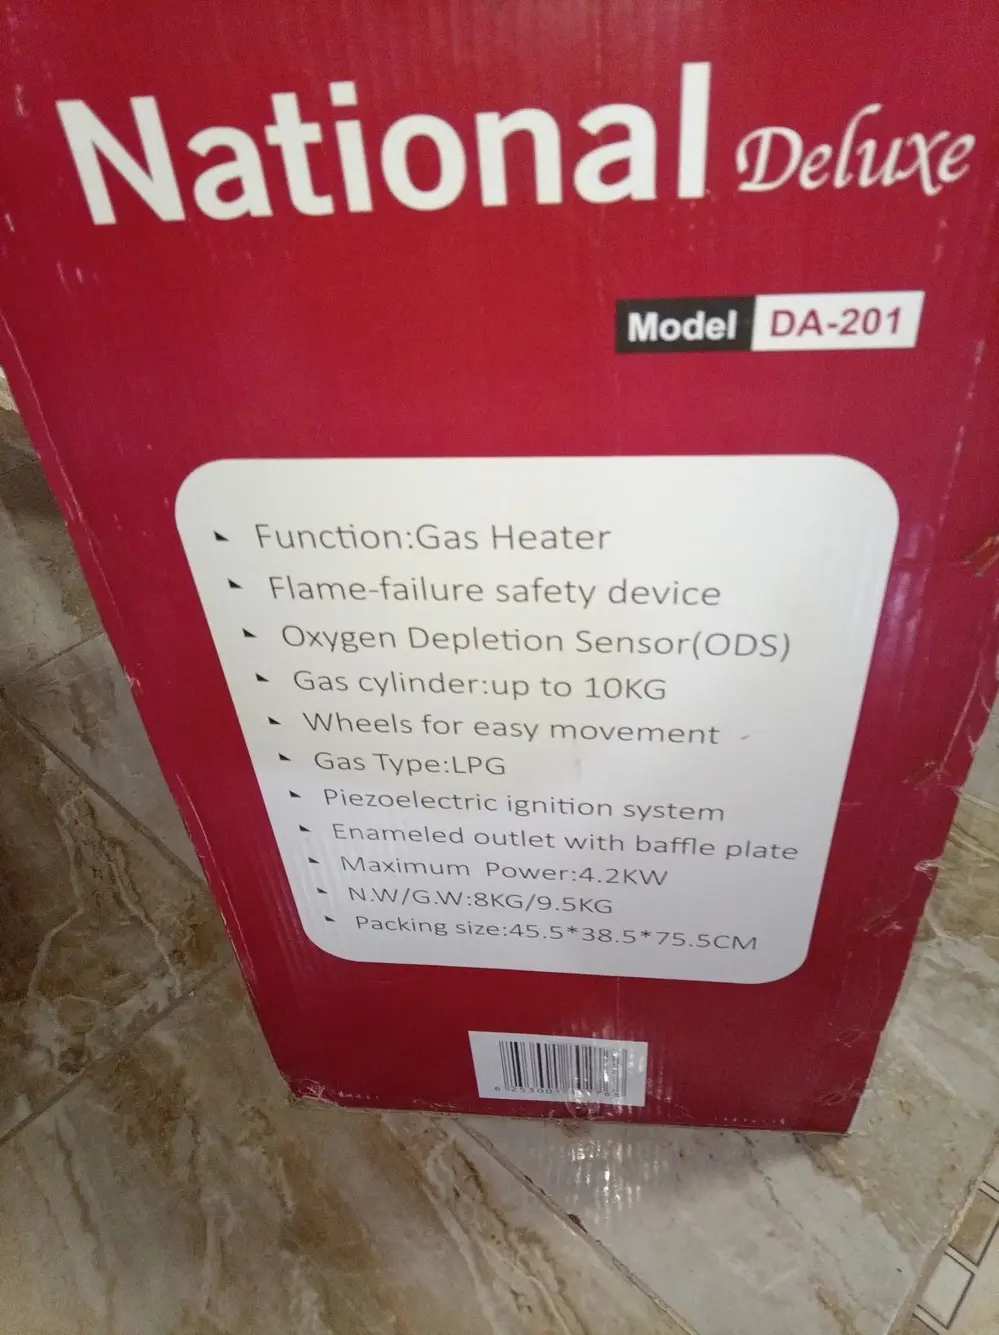 National Deluxe
Model DA-201
Function:Gas Heater
Flame-failure safety device
Oxygen Depletion Sensor(ODS)
Gas cylinder:up to 10KG
Wheels for easy movement
Gas Type:LPG
Piezoelectric ignition system
Enameled outlet with baffle plate
Maximum Power:4.2KW
N.W/G.W:8KG/9.5KG
Packing size:45.5*38.5*75.5CM